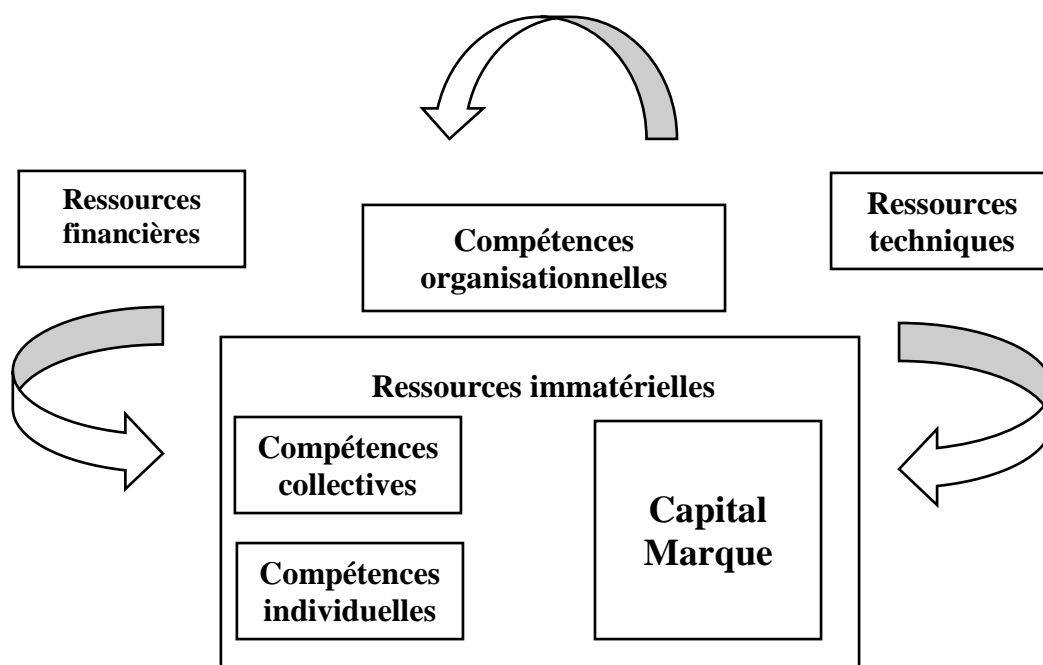 Ressources
financières
Compétences
organisationnelles
Ressources
techniques
Ressources immatérielles
Compétences
collectives
Capital
Marque
Compétences
individuelles